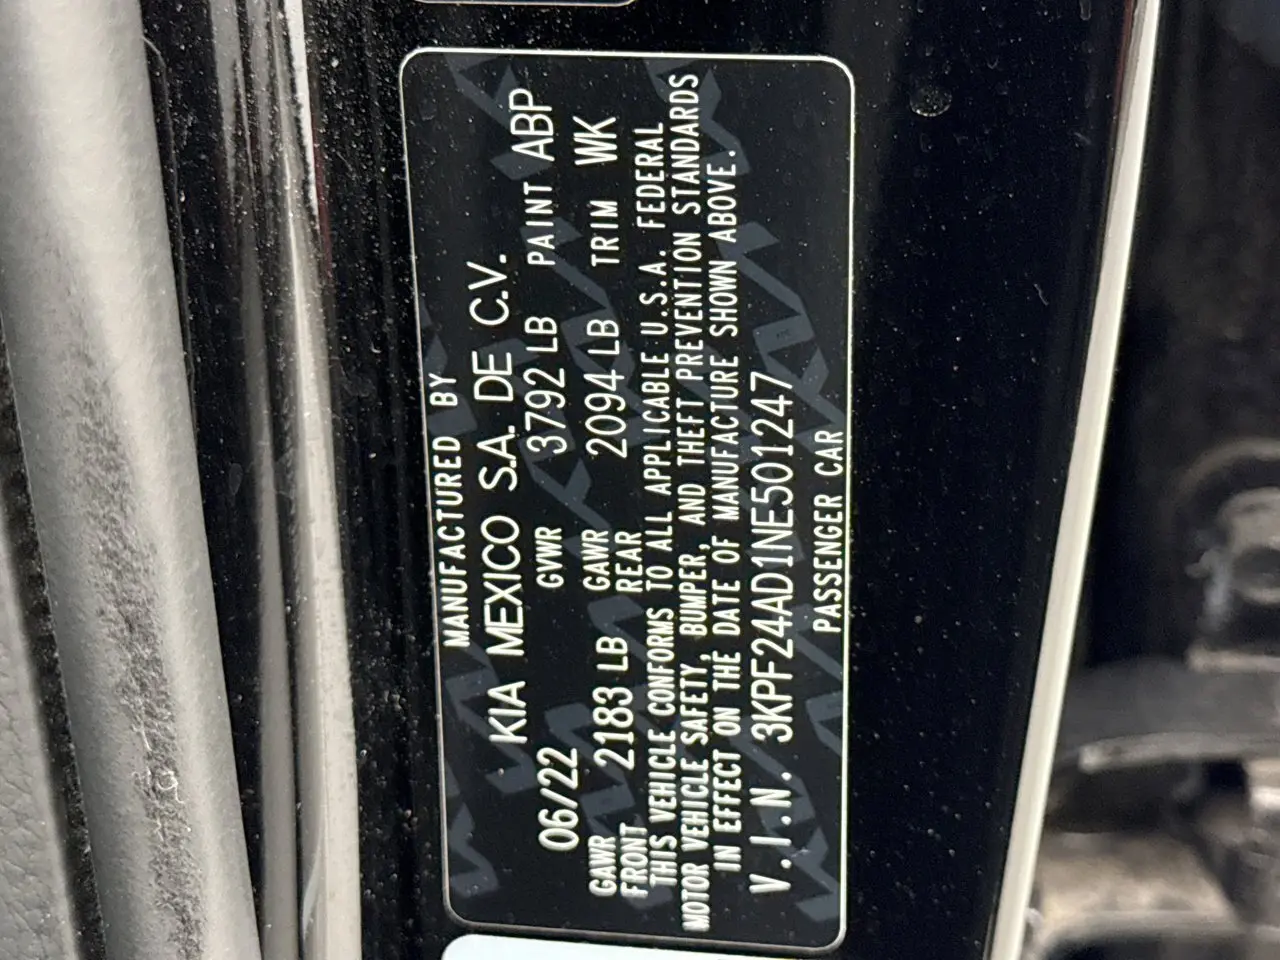 MANUFACTURED BY
KIA MEXICO S.A. DE C.V.
06/22 GVWR 3792 LB PAINT ABP
GAWR FRONT 2183 LB GAWR REAR 2094 LB TRIM WK
THIS VEHICLE CONFORMS TO ALL APPLICABLE U.S.A. FEDERAL
MOTOR VEHICLE SAFETY, BUMPER, AND THEFT PREVENTION STANDARDS
IN EFFECT ON THE DATE OF MANUFACTURE SHOWN ABOVE.
V.I.N. 3KPF24AD1NE501247
PASSENGER CAR